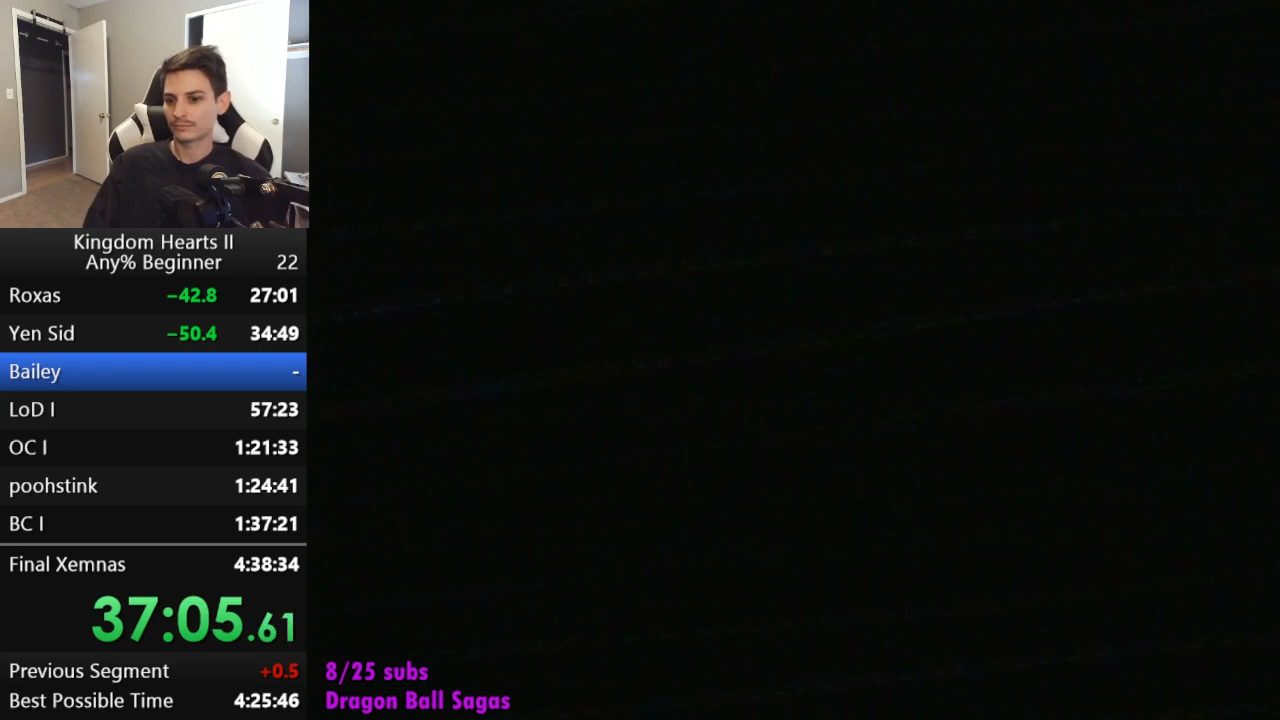 Kingdom Hearts II
Any% Beginner 22
Roxas −42.8 27:01
Yen Sid −50.4 34:49
Bailey -
LoD I 57:23
OC I 1:21:33
poohstink 1:24:41
BC I 1:37:21
Final Xemnas 4:38:34
37:05.61
Previous Segment +0.5
Best Possible Time 4:25:46
8/25 subs
Dragon Ball Sagas